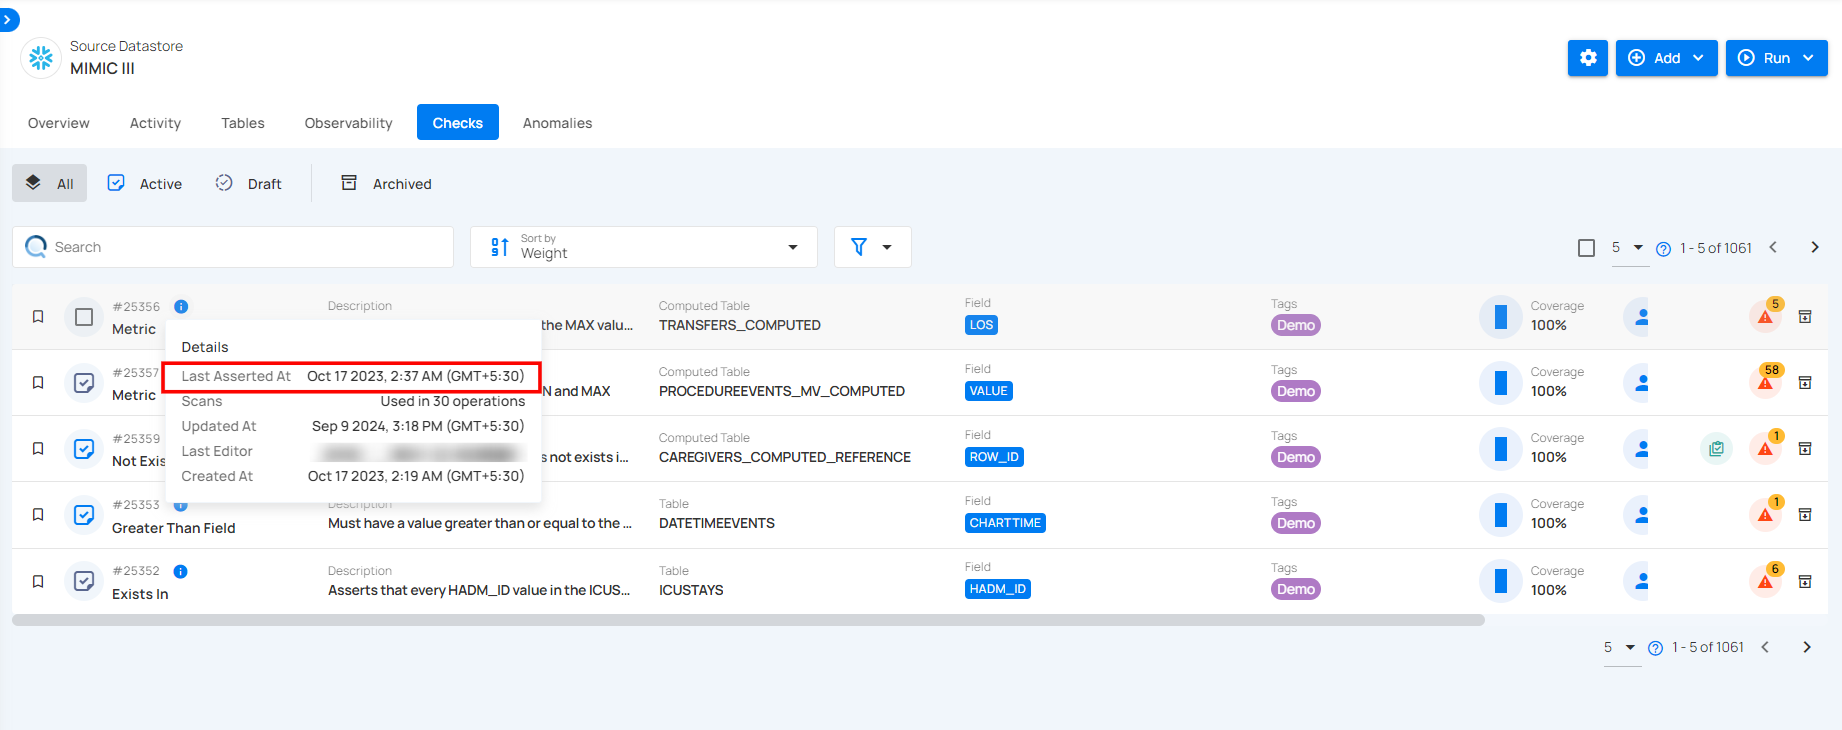 Source Datastore
MIMIC III
Add
Run
Overview
Activity
Tables
Observability
Checks
Anomalies
All
Active
Draft
Archived
Search
Sort by
Weight
5
1 - 5 of 1061
#25356
Metric
Description
the MAX valu...
Computed Table
TRANSFERS_COMPUTED
Field
LOS
Tags
Demo
Coverage
100%
5
Details
Last Asserted At Oct 17 2023, 2:37 AM (GMT+5:30)
Scans Used in 30 operations
Updated At Sep 9 2024, 3:18 PM (GMT+5:30)
Last Editor
Created At Oct 17 2023, 2:19 AM (GMT+5:30)
#25357
Metric
N and MAX
Computed Table
PROCEDUREEVENTS_MV_COMPUTED
Field
VALUE
Tags
Demo
Coverage
100%
58
#25359
Not Exis
s not exists i...
Computed Table
CAREGIVERS_COMPUTED_REFERENCE
Field
ROW_ID
Tags
Demo
Coverage
100%
1
#25353
Greater Than Field
Description
Must have a value greater than or equal to the ...
Table
DATETIMEEVENTS
Field
CHARTTIME
Tags
Demo
Coverage
100%
1
#25352
Exists In
Description
Asserts that every HADM_ID value in the ICUS...
Table
ICUSTAYS
Field
HADM_ID
Tags
Demo
Coverage
100%
6
5
1 - 5 of 1061